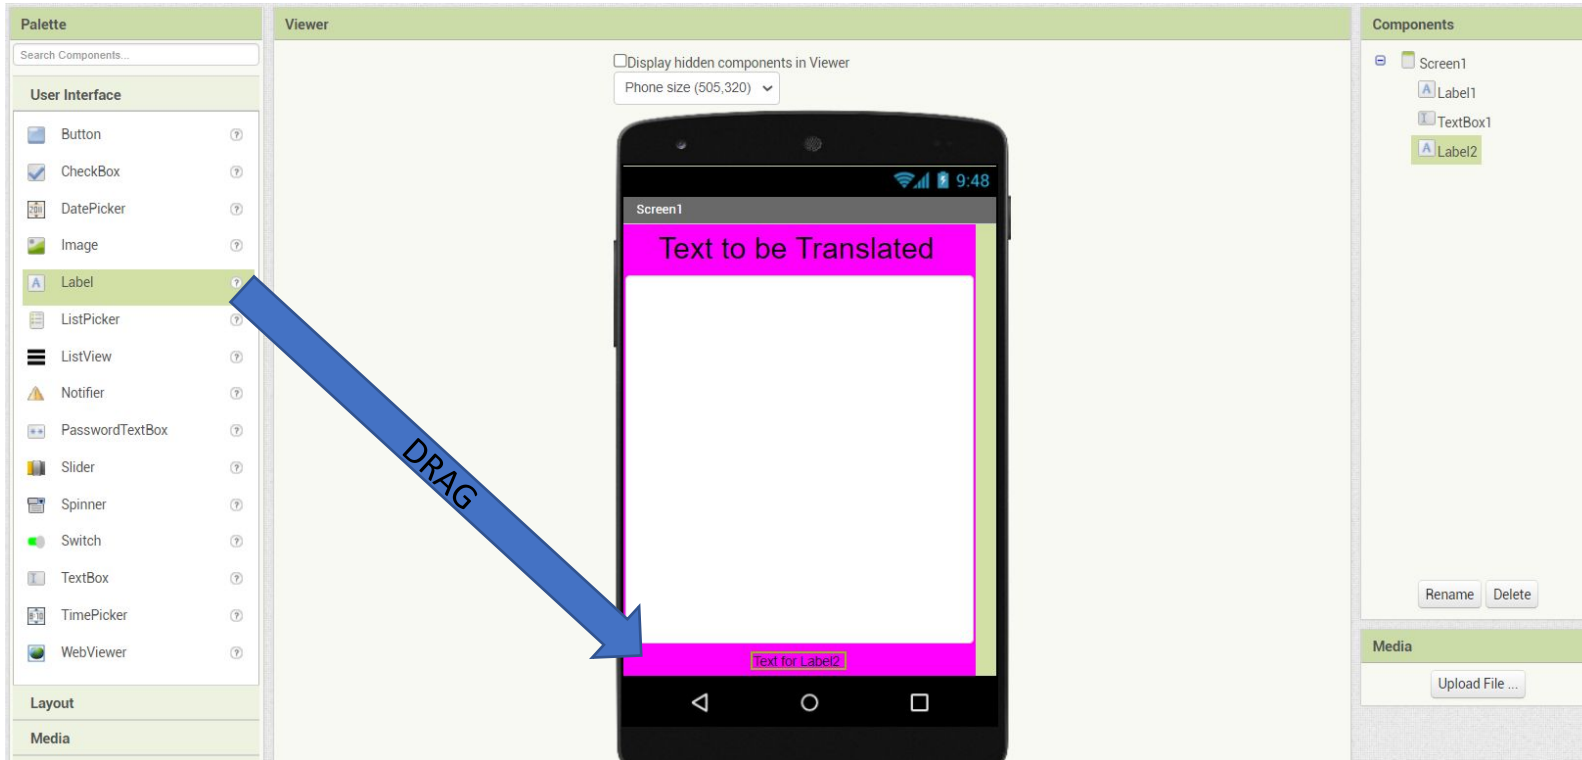 Palette
Search Components...
User Interface
Button
CheckBox
DatePicker
Image
Label
ListPicker
ListView
Notifier
PasswordTextBox
Slider
Spinner
Switch
TextBox
TimePicker
WebViewer
Layout
Media
DRAG
Viewer
Display hidden components in Viewer
Phone size (505,320)
9:48
Screen1
Text to be Translated
Text for Label2
Components
Screen1
Label1
TextBox1
Label2
Rename Delete
Media
Upload File ...